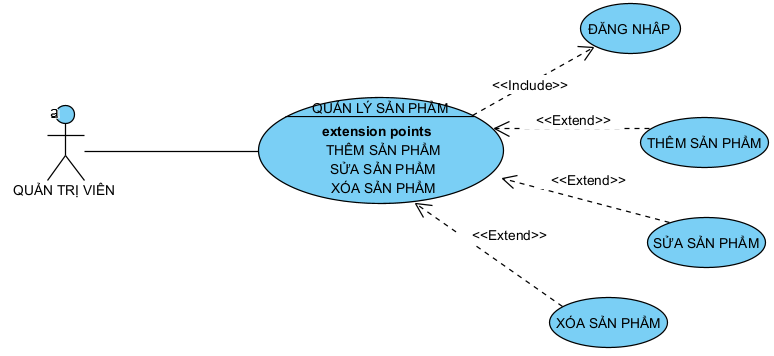 ĐĂNG NHẬP
<<Include>>
QUẢN LÝ SẢN PHẨM
extension points
THÊM SẢN PHẨM
SỬA SẢN PHẨM
XÓA SẢN PHẨM
<<Extend>>
THÊM SẢN PHẨM
a
QUẢN TRỊ VIÊN
<<Extend>>
SỬA SẢN PHẨM
<<Extend>>
XÓA SẢN PHẨM